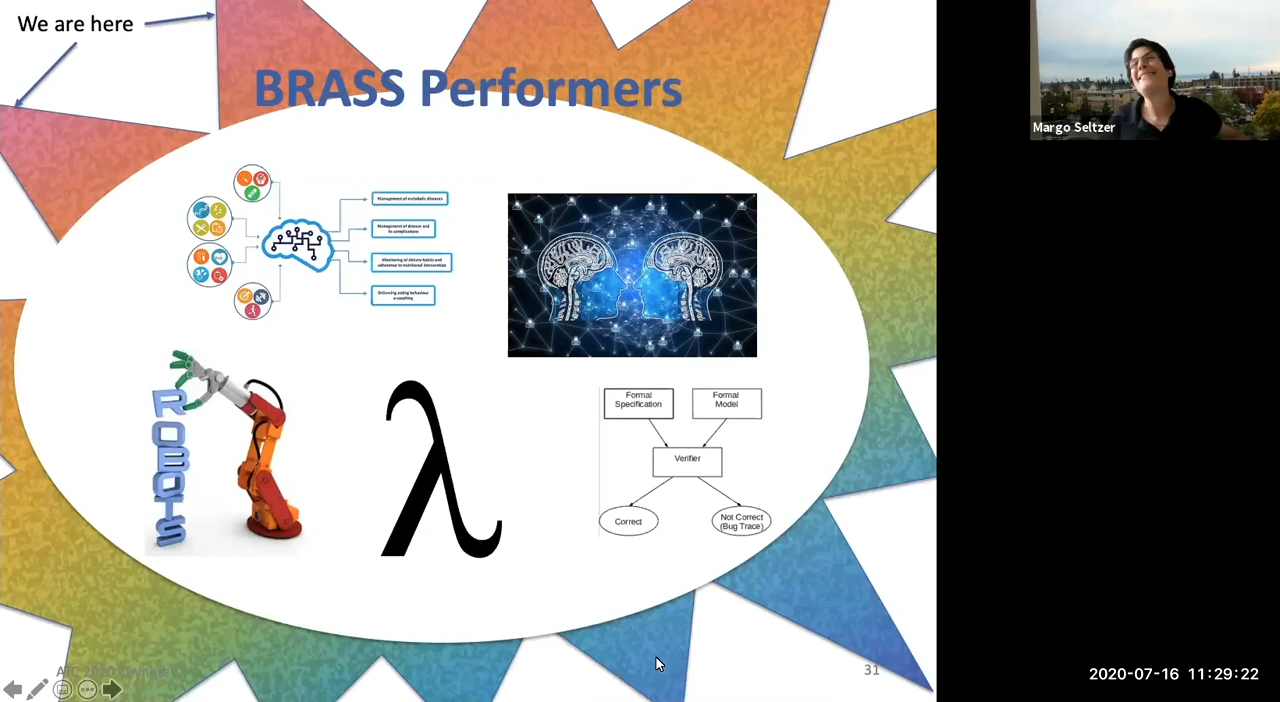 We are here
BRASS Performers
Margo Seltzer
Management of metabolic diseases
Management of disease and
its complications
Monitoring of dietary habits and
adherence to nutritional intervention
Delivering eating behaviour
e-coaching
ROBOTS
λ
Formal
Specification
Formal
Model
Verifier
Correct
Not Correct
(Bug Trace)
31
2020-07-16 11:29:22